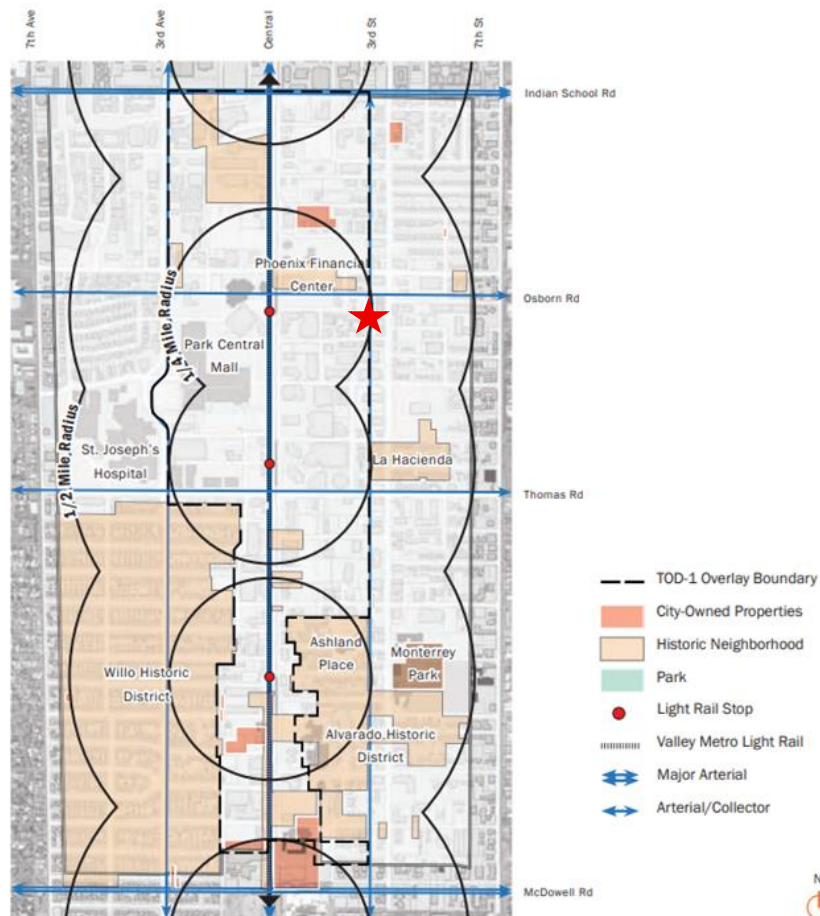 7th Ave
3rd Ave
Central
3rd St
7th St
Indian School Rd
Phoenix Financial
Center
Osborn Rd
1/4 Mile Radius
Park Central
Mall
1/2 Mile Radius
St. Joseph's
Hospital
La Hacienda
Thomas Rd
TOD-1 Overlay Boundary
City-Owned Properties
Historic Neighborhood
Park
Light Rail Stop
Valley Metro Light Rail
Major Arterial
Arterial/Collector
Ashland
Place
Monterrey
Park
Willo Historic
District
Alvarado Historic
District
McDowell Rd
N